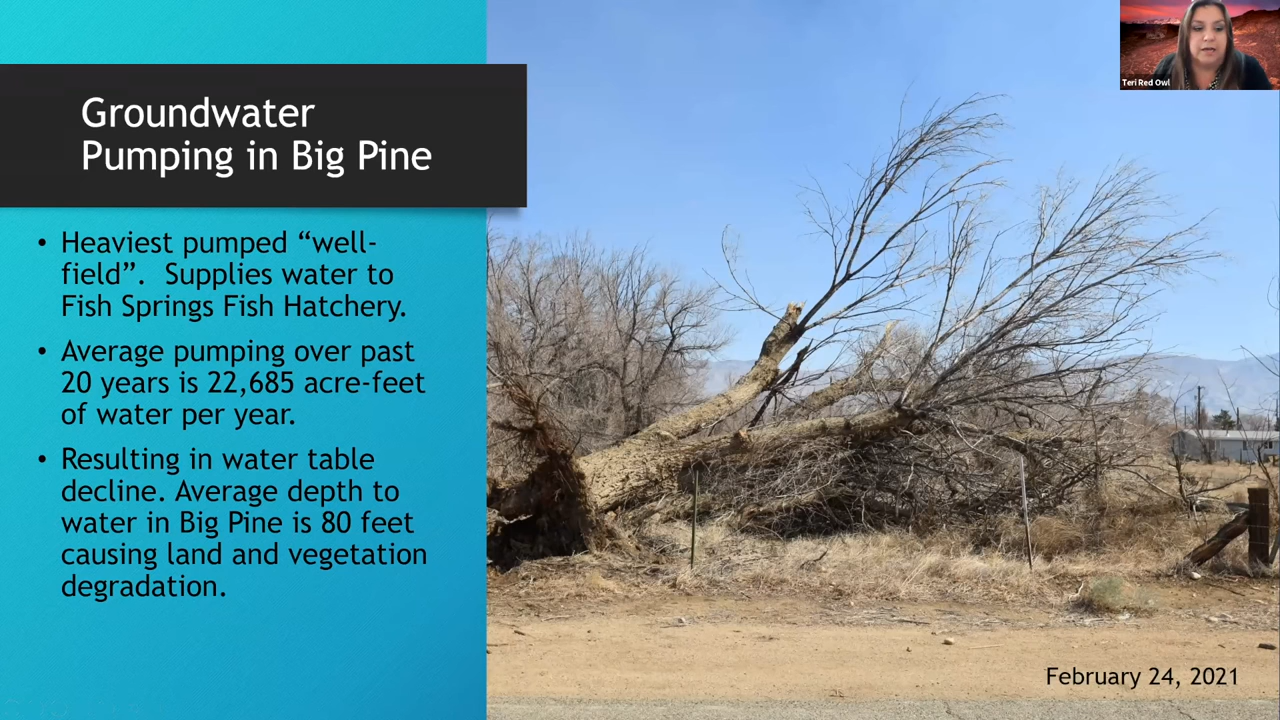 Groundwater
Pumping in Big Pine
• Heaviest pumped “well-
field”.  Supplies water to
Fish Springs Fish Hatchery.
• Average pumping over past
20 years is 22,685 acre-feet
of water per year.
• Resulting in water table
decline. Average depth to
water in Big Pine is 80 feet
causing land and vegetation
degradation.
Teri Red Owl
February 24, 2021